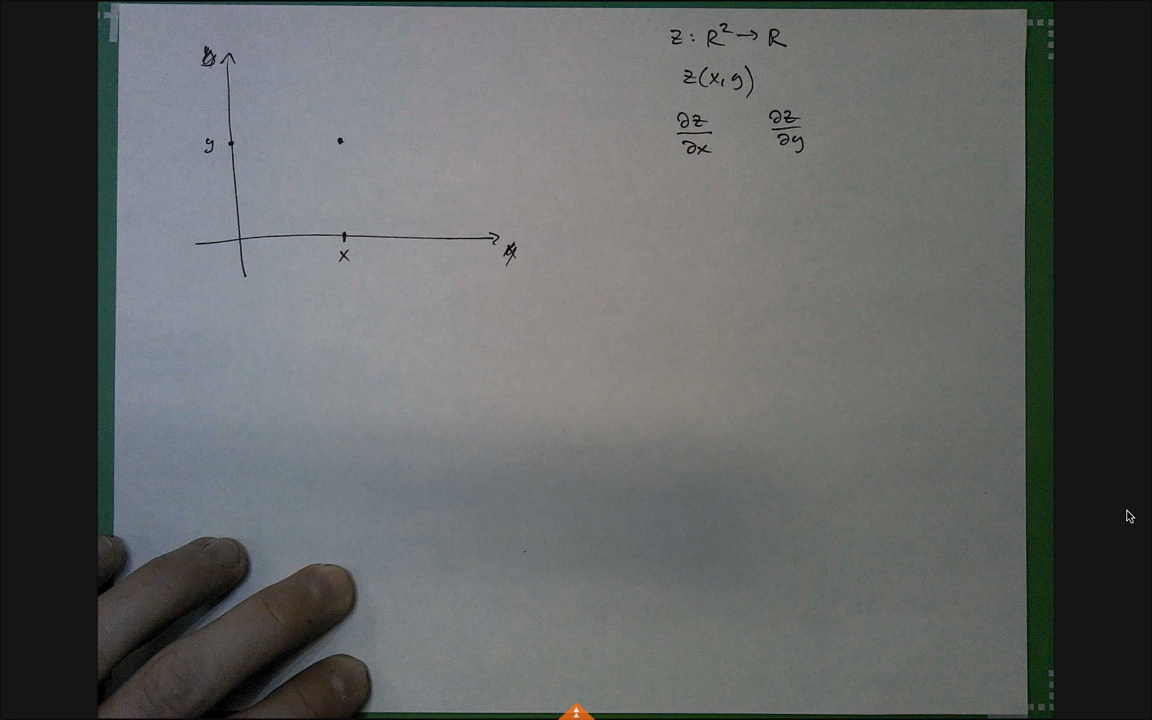 z : R² → R
z(x, y)
∂z/∂x ∂z/∂y
y
x